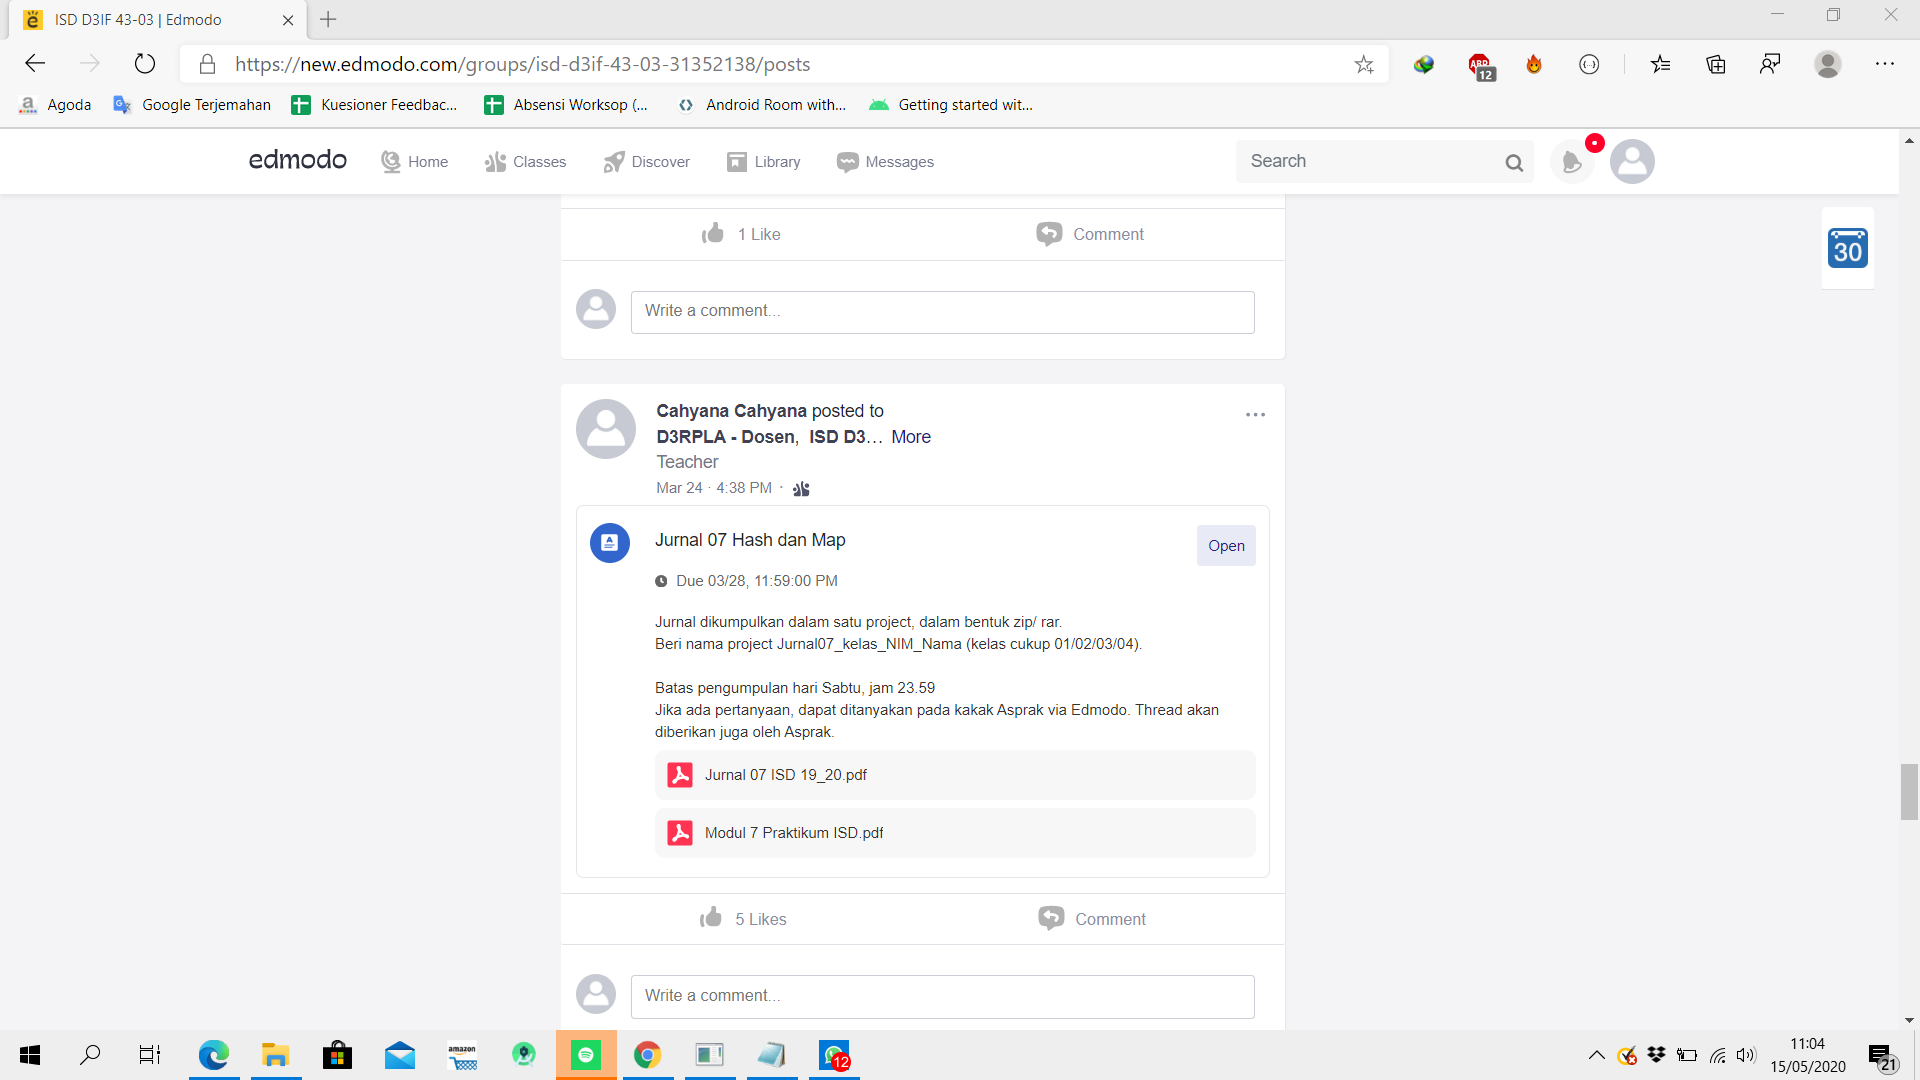 ISD D3IF 43-03 | Edmodo
https://new.edmodo.com/groups/isd-d3if-43-03-31352138/posts
ABP
12
Agoda
Google Terjemahan
Kuesioner Feedbac...
Absensi Worksop (...
Android Room with...
Getting started wit...
edmodo
Home
Classes
Discover
Library
Messages
Search
30
1 Like
Comment
Write a comment...
Cahyana Cahyana posted to
D3RPLA - Dosen, ISD D3... More
Teacher
Mar 24 · 4:38 PM ·
Jurnal 07 Hash dan Map
Open
Due 03/28, 11:59:00 PM
Jurnal dikumpulkan dalam satu project, dalam bentuk zip/ rar.
Beri nama project Jurnal07_kelas_NIM_Nama (kelas cukup 01/02/03/04).
Batas pengumpulan hari Sabtu, jam 23.59
Jika ada pertanyaan, dapat ditanyakan pada kakak Asprak via Edmodo. Thread akan
diberikan juga oleh Asprak.
Jurnal 07 ISD 19_20.pdf
Modul 7 Praktikum ISD.pdf
5 Likes
Comment
Write a comment...
amazon
12
11:04
15/05/2020
21